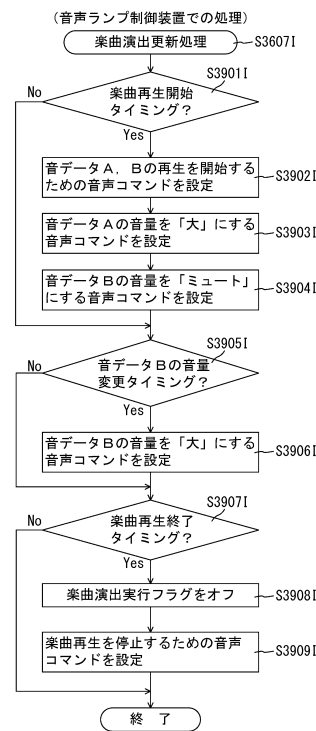 (音声ランプ制御装置での処理)
楽曲演出更新処理
S3607I
S3901I
No
楽曲再生開始
タイミング？
Yes
音データA，Bの再生を開始する
ための音声コマンドを設定
S3902I
音データAの音量を「大」にする
音声コマンドを設定
S3903I
音データBの音量を「ミュート」
にする音声コマンドを設定
S3904I
S3905I
No
音データBの音量
変更タイミング？
Yes
音データBの音量を「大」にする
音声コマンドを設定
S3906I
S3907I
No
楽曲再生終了
タイミング？
Yes
楽曲演出実行フラグをオフ
S3908I
楽曲再生を停止するための音声
コマンドを設定
S3909I
終 了